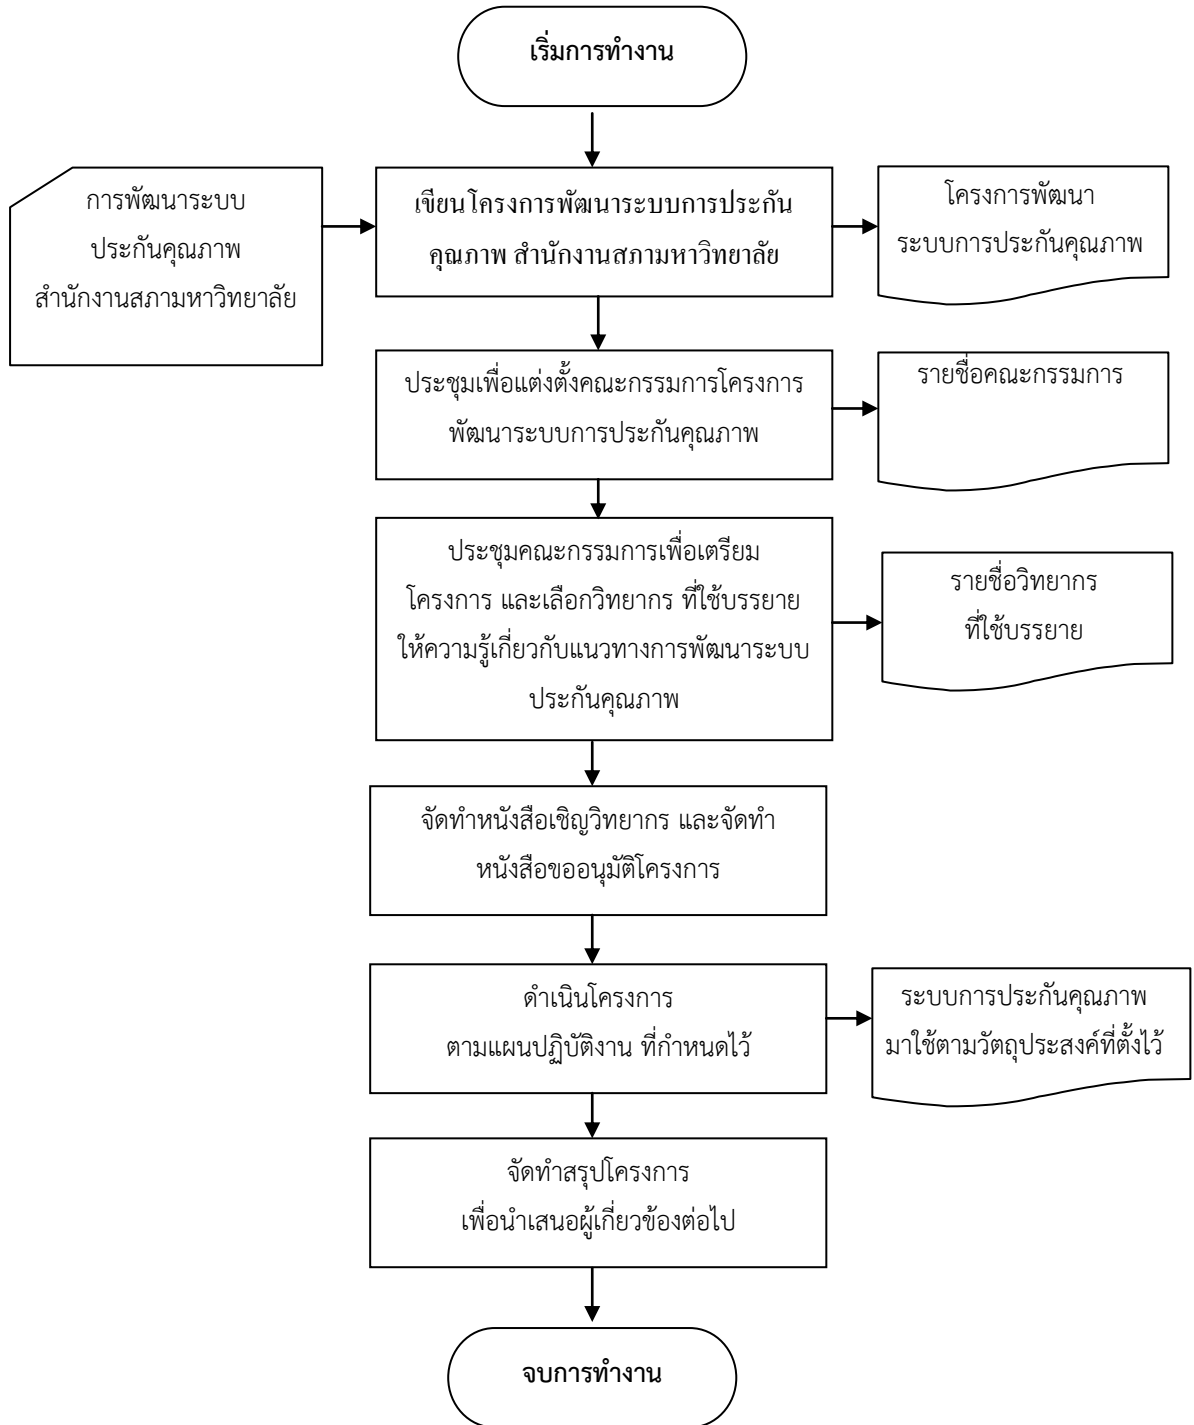 เริ่มการทำงาน
การพัฒนาระบบ
ประกันคุณภาพ
สำนักงานสภามหาวิทยาลัย
เขียนโครงการพัฒนาระบบการประกัน
คุณภาพ สำนักงานสภามหาวิทยาลัย
โครงการพัฒนา
ระบบการประกันคุณภาพ
ประชุมเพื่อแต่งตั้งคณะกรรมการโครงการ
พัฒนาระบบการประกันคุณภาพ
รายชื่อคณะกรรมการ
ประชุมคณะกรรมการเพื่อเตรียม
โครงการ และเลือกวิทยากร ที่ใช้บรรยาย
ให้ความรู้เกี่ยวกับแนวทางการพัฒนาระบบ
ประกันคุณภาพ
รายชื่อวิทยากร
ที่ใช้บรรยาย
จัดทำหนังสือเชิญวิทยากร และจัดทำ
หนังสือขออนุมัติโครงการ
ดำเนินโครงการ
ตามแผนปฏิบัติงาน ที่กำหนดไว้
ระบบการประกันคุณภาพ
มาใช้ตามวัตถุประสงค์ที่ตั้งไว้
จัดทำสรุปโครงการ
เพื่อนำเสนอผู้เกี่ยวข้องต่อไป
จบการทำงาน